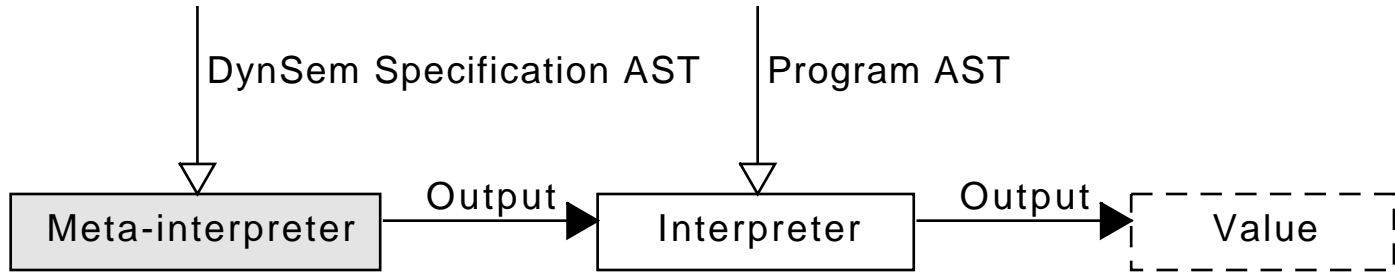 DynSem Specification AST
Program AST
Meta-interpreter
Output
Interpreter
Output
Value